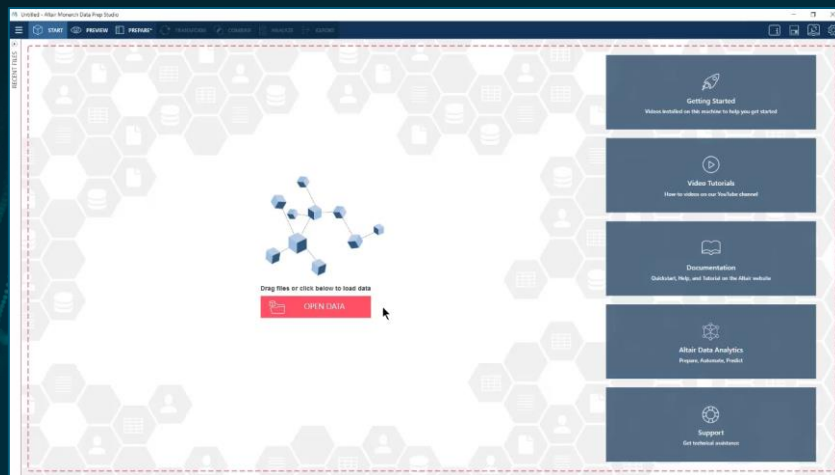 Untitled - Altair Monarch Data Prep Studio
START PREVIEW PREPARE* TRANSFORM COMBINE ANALYZE EXPORT
RECENT FILES
Getting Started
Videos installed on this machine to help you get started
Video Tutorials
How-to videos on our YouTube channel
Documentation
Quickstart, Help, and Tutorial on the Altair website
Drag files or click below to load data
OPEN DATA
Altair Data Analytics
Prepare, Automate, Predict
Support
Get technical assistance